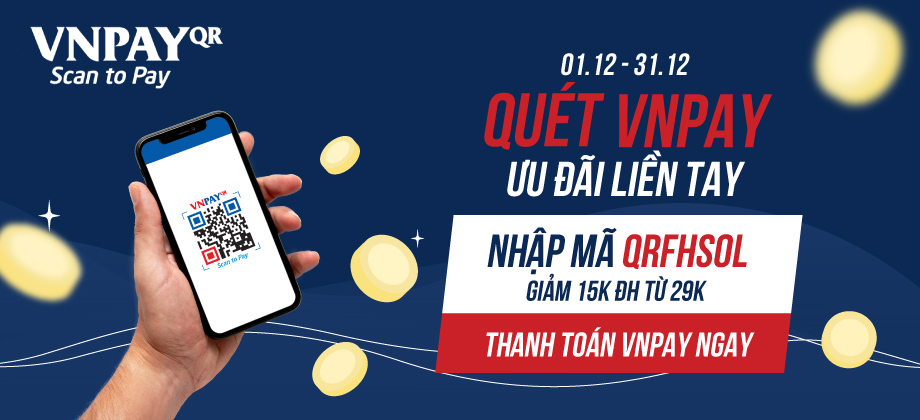 VNPAYQR
Scan to Pay
01.12 - 31.12
QUÉT VNPAY
ƯU ĐÃI LIỀN TAY
NHẬP MÃ QRFHSOL
GIẢM 15K ĐH TỪ 29K
THANH TOÁN VNPAY NGAY
VNPAYQR
Scan to Pay